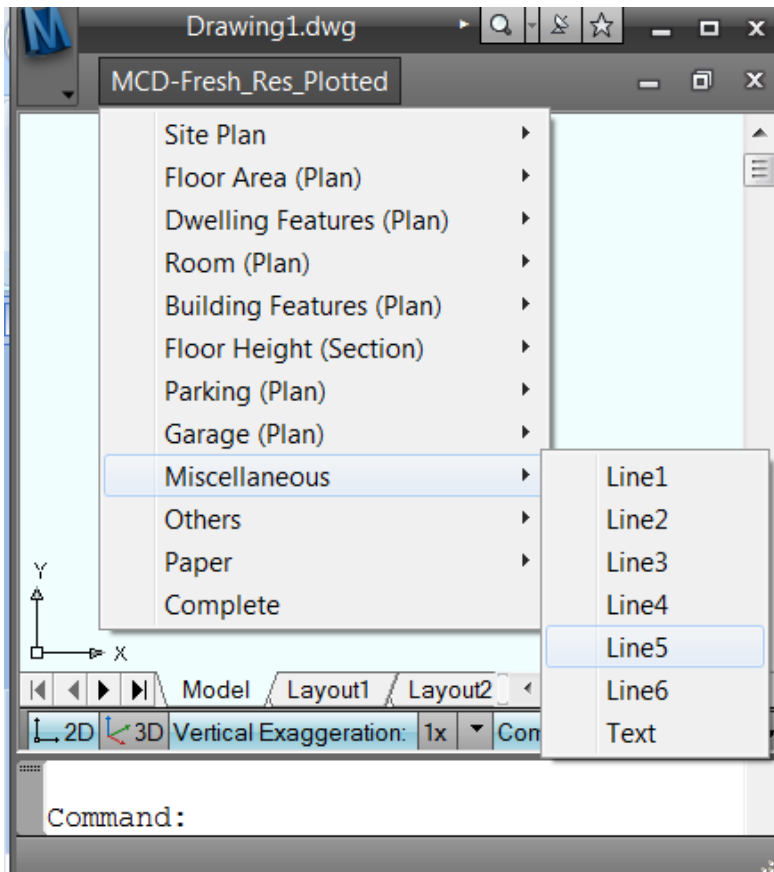 Drawing1.dwg
MCD-Fresh_Res_Plotted
Site Plan
Floor Area (Plan)
Dwelling Features (Plan)
Room (Plan)
Building Features (Plan)
Floor Height (Section)
Parking (Plan)
Garage (Plan)
Miscellaneous
Others
Paper
Complete
Line1
Line2
Line3
Line4
Line5
Line6
Text
Y
X
Model Layout1 Layout2
2D 3D Vertical Exaggeration: 1x
Command: